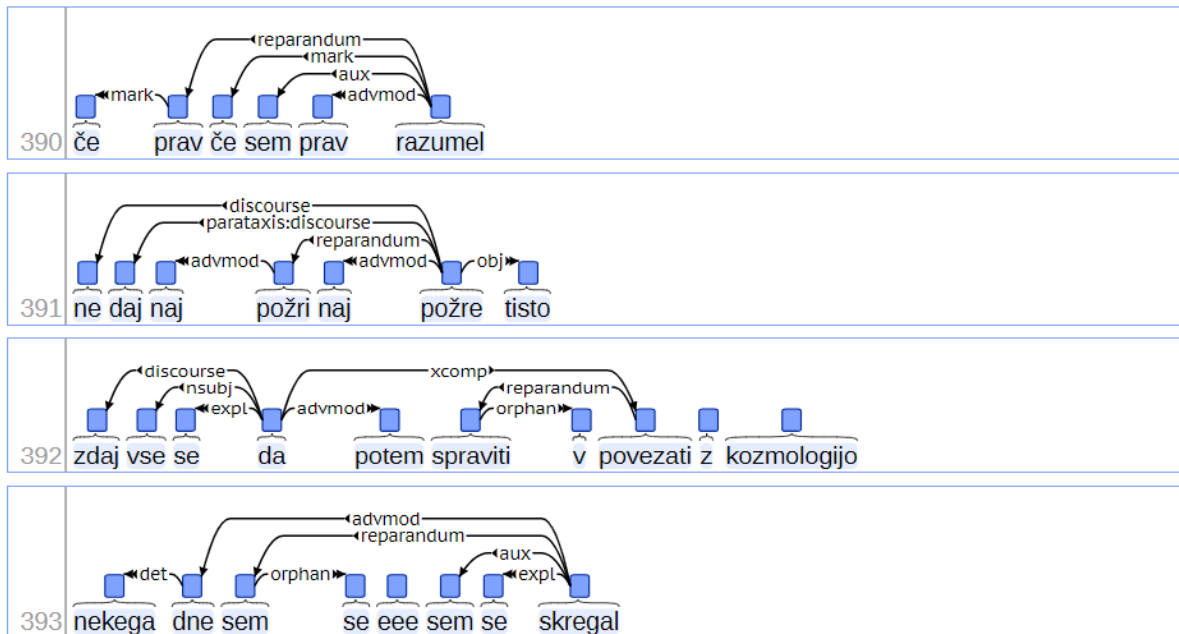 reparandum
mark
aux
mark advmod
če prav če sem prav razumel
390
discourse
parataxis:discourse
reparandum
advmod advmod obj
ne daj naj požri naj požre tisto
391
discourse xcomp
nsubj reparandum
expl advmod orphan
zdaj vse se da potem spraviti v povezati z kozmologijo
392
advmod
reparandum
aux
det orphan expl
nekega dne sem se eee sem se skregal
393